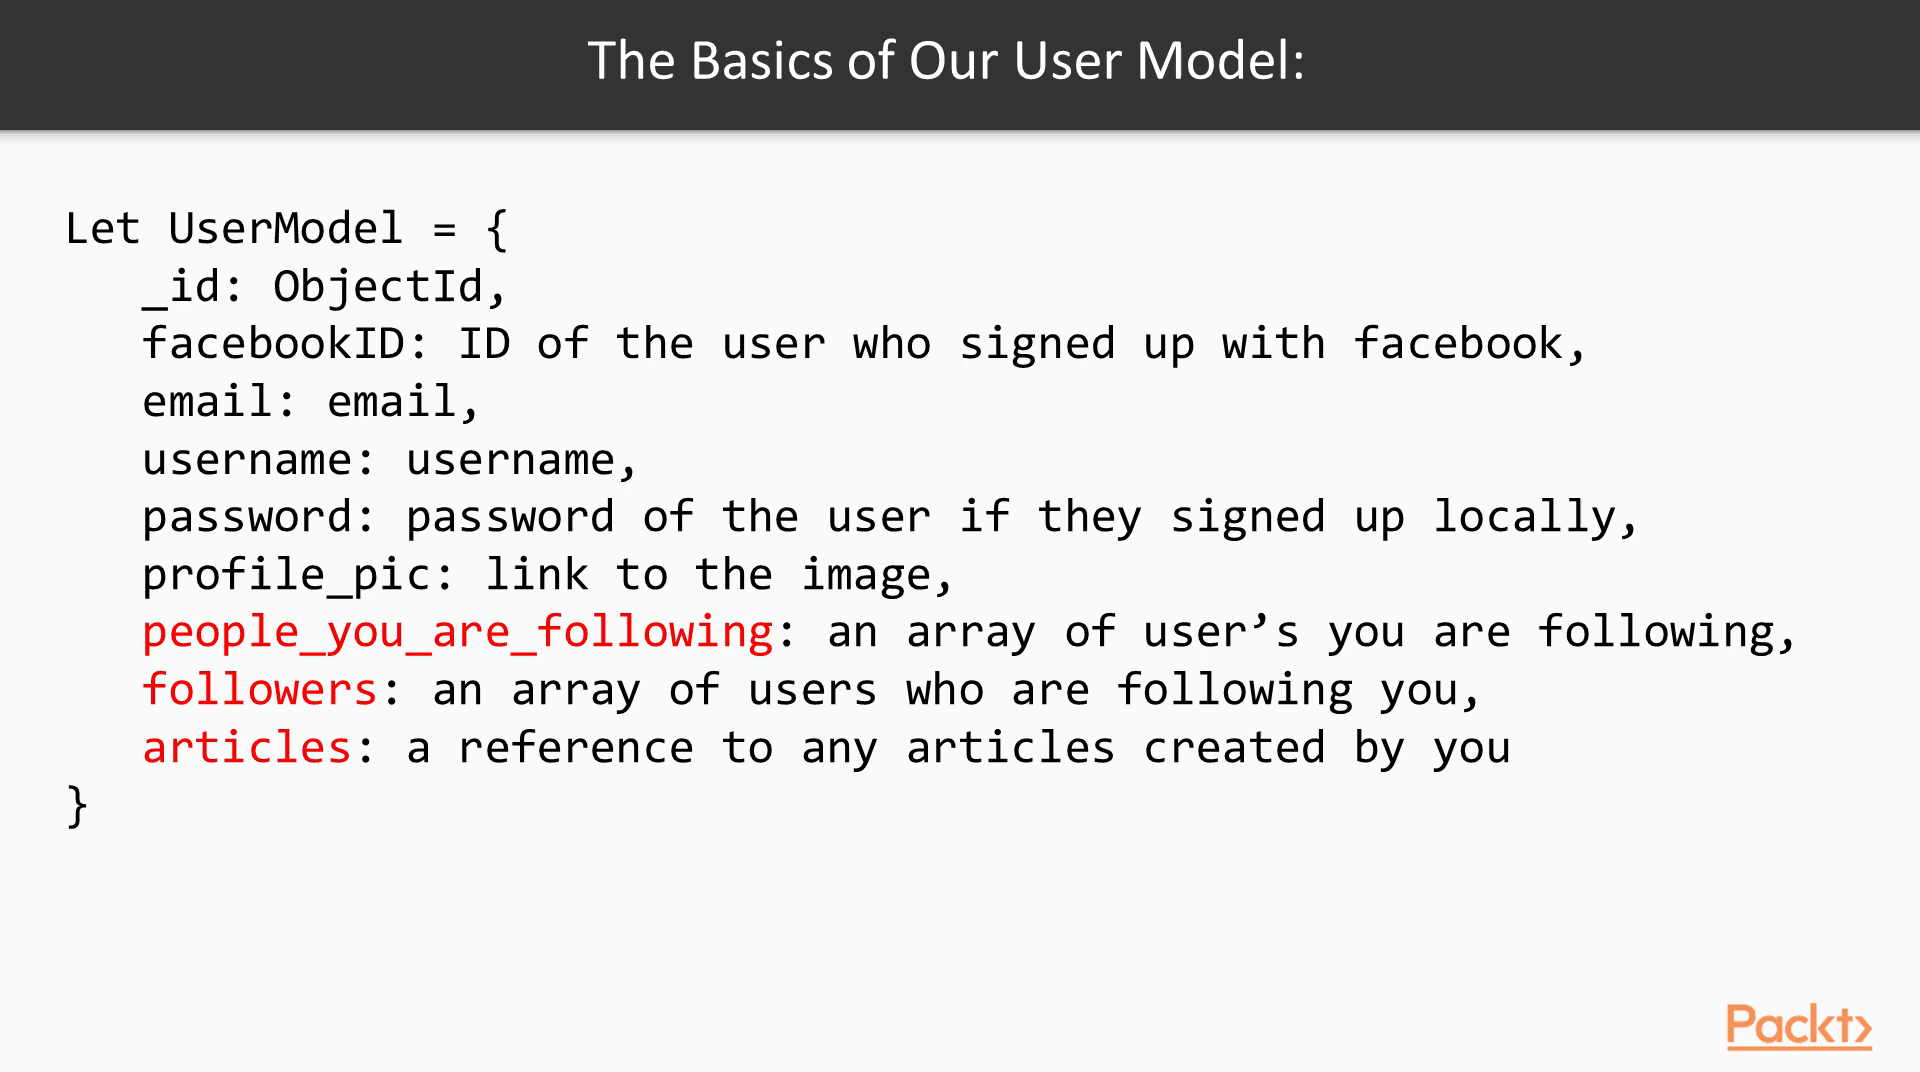 The Basics of Our User Model:
Let UserModel = {
_id: ObjectId,
facebookID: ID of the user who signed up with facebook,
email: email,
username: username,
password: password of the user if they signed up locally,
profile_pic: link to the image,
people_you_are_following: an array of user’s you are following,
followers: an array of users who are following you,
articles: a reference to any articles created by you
}
Packt>